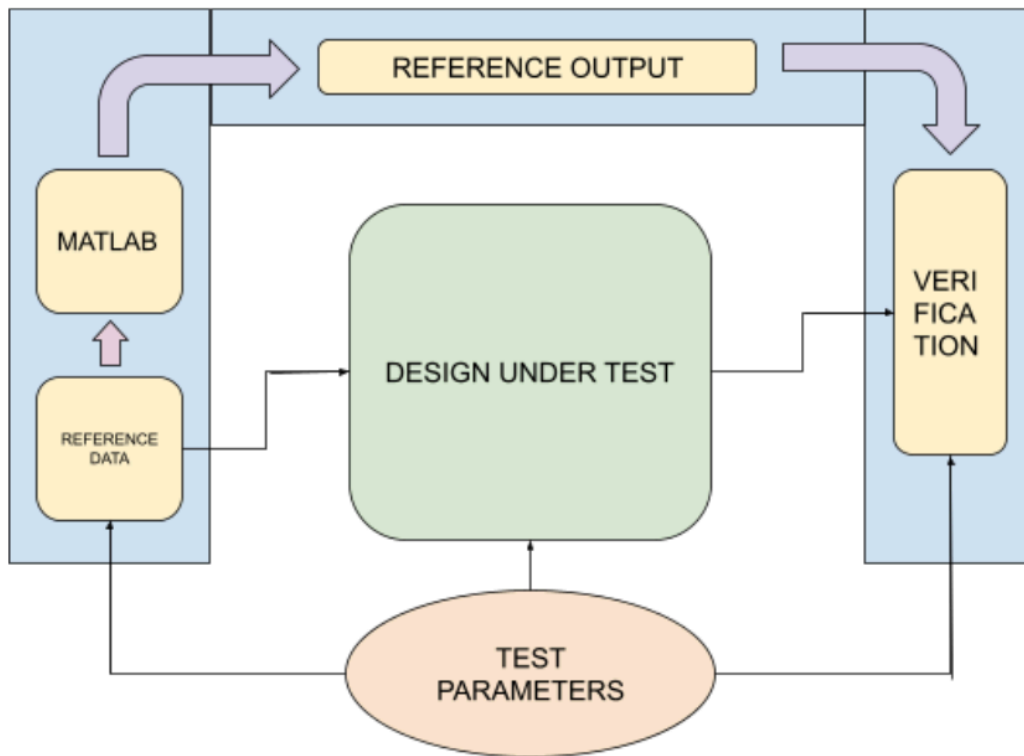 REFERENCE OUTPUT
MATLAB
VERI
FICA
TION
DESIGN UNDER TEST
REFERENCE
DATA
TEST
PARAMETERS